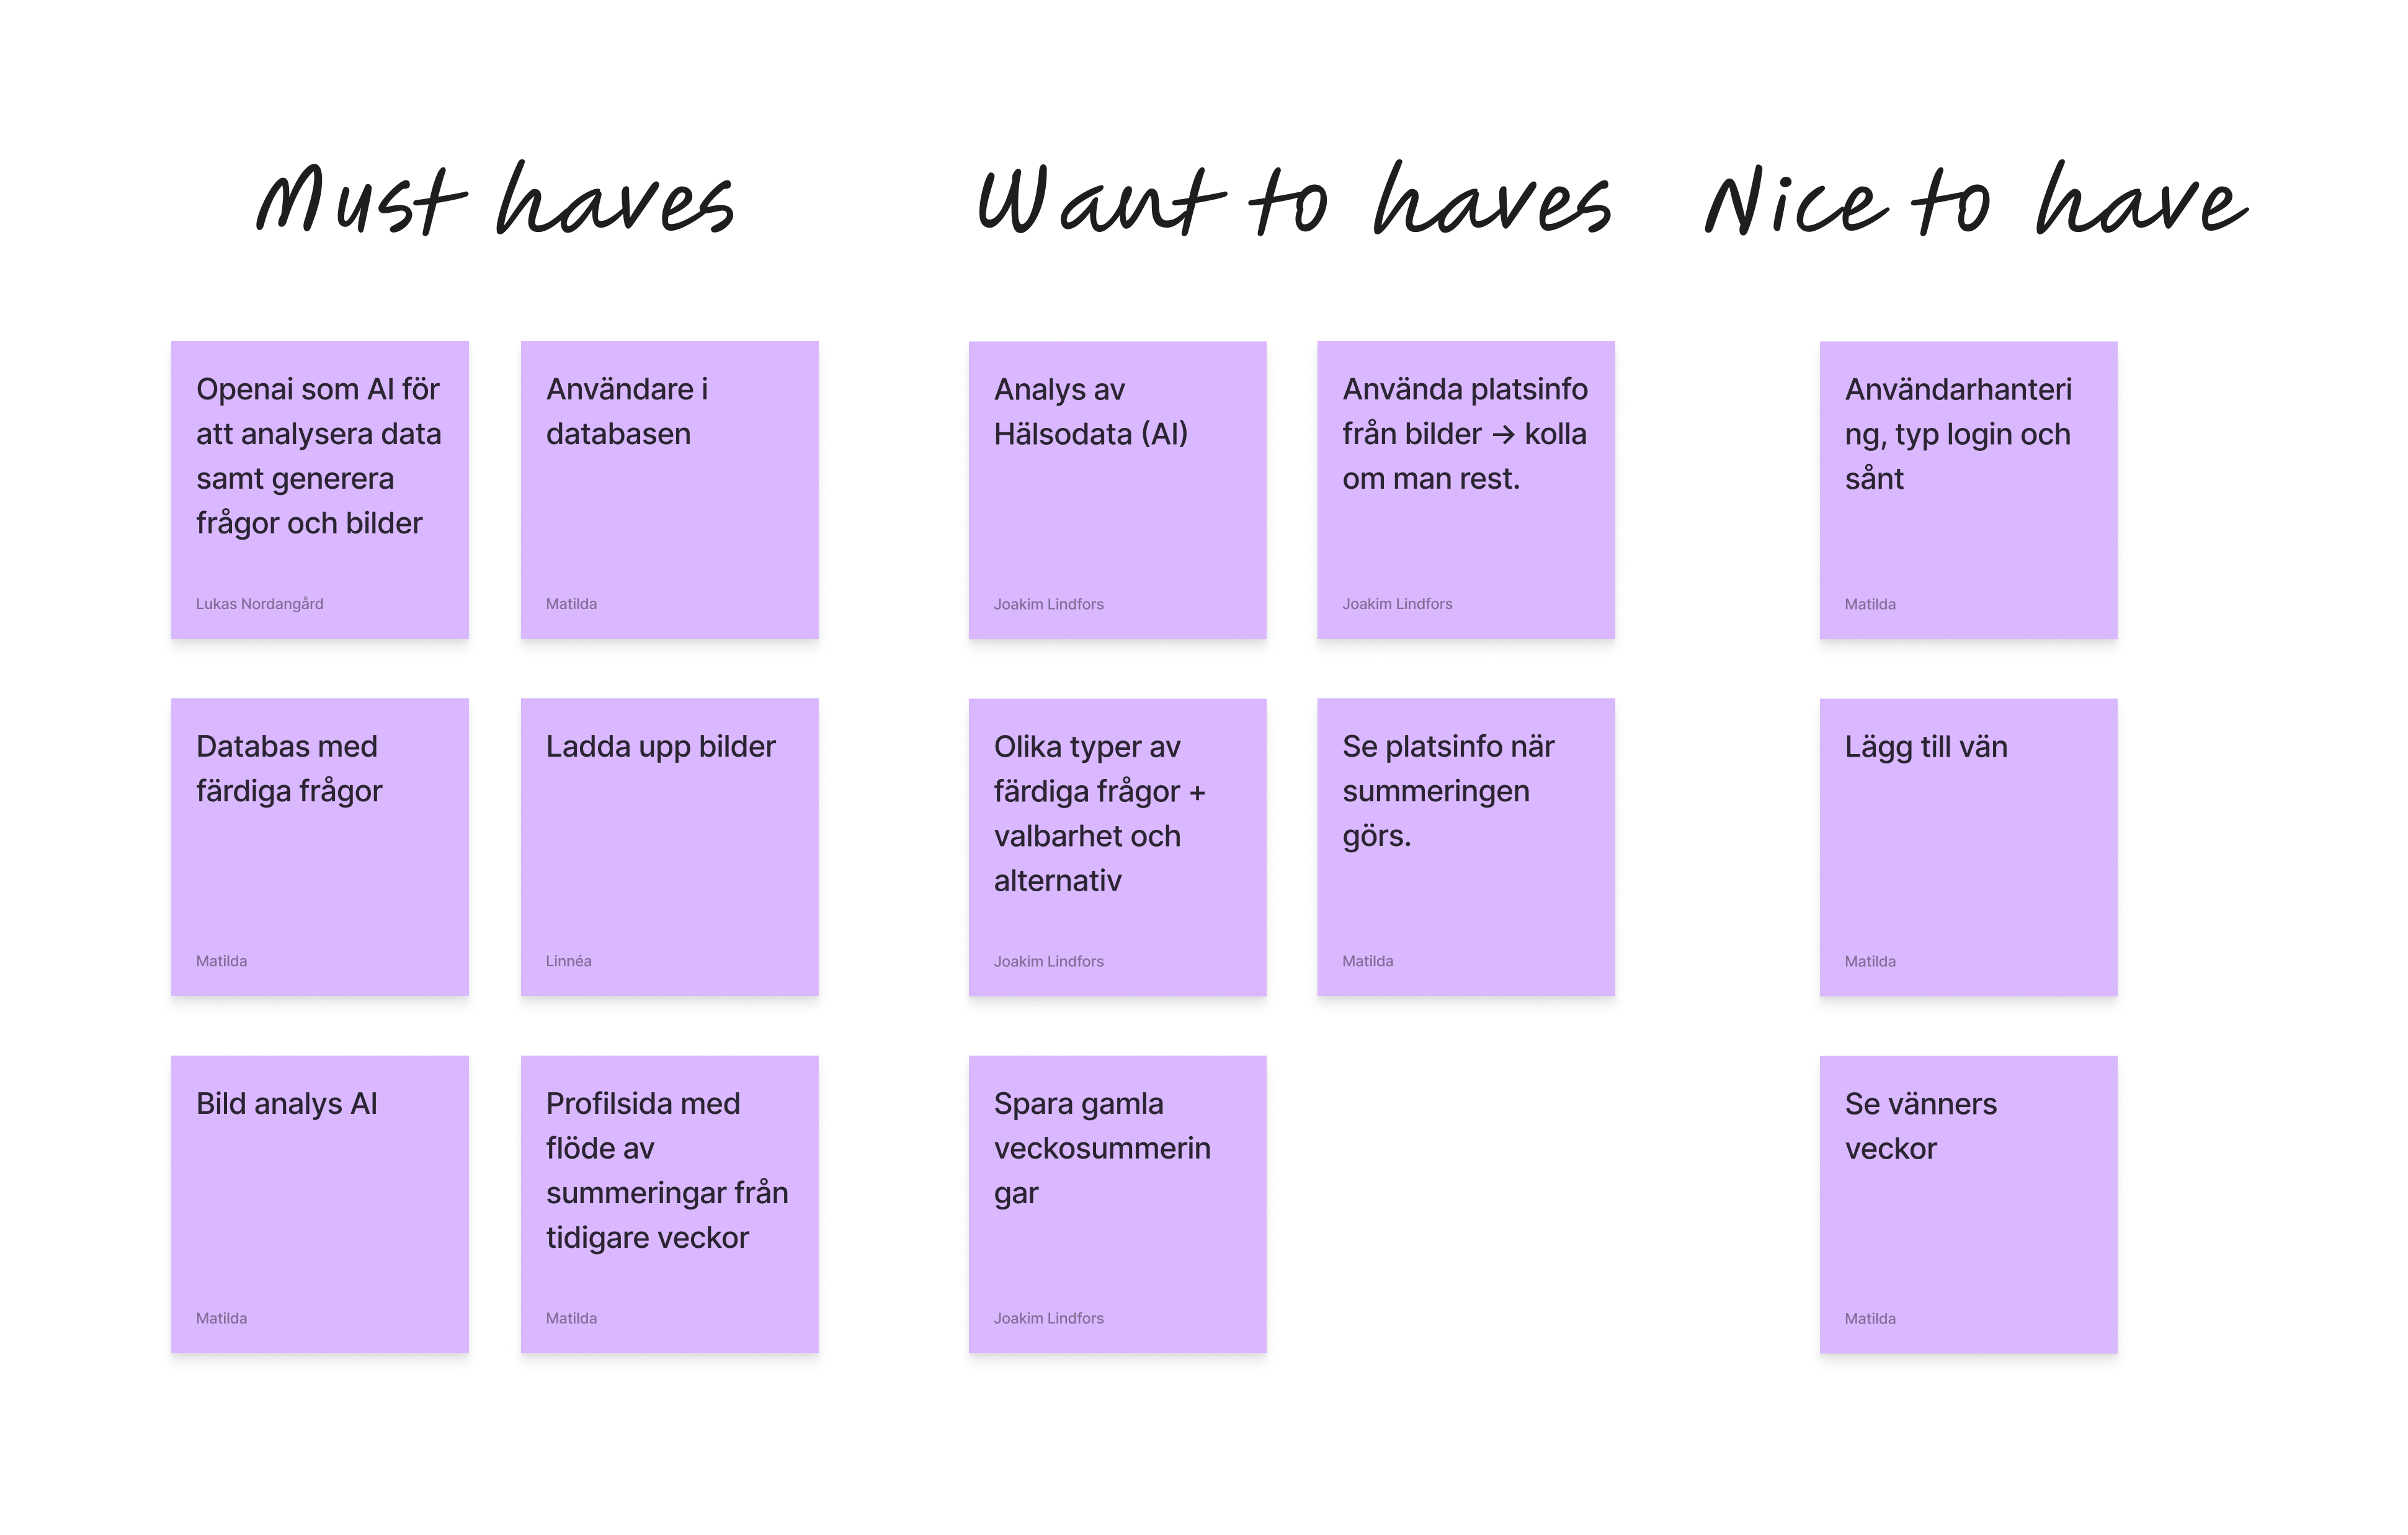 Must haves
Want to haves
Nice to have
Openai som AI för
att analysera data
samt generera
frågor och bilder
Lukas Nordangård
Användare i
databasen
Matilda
Analys av
Hälsodata (AI)
Joakim Lindfors
Använda platsinfo
från bilder → kolla
om man rest.
Joakim Lindfors
Användarhanteri
ng, typ login och
sånt
Matilda
Databas med
färdiga frågor
Matilda
Ladda upp bilder
Linnéa
Olika typer av
färdiga frågor +
valbarhet och
alternativ
Joakim Lindfors
Se platsinfo när
summeringen
görs.
Matilda
Lägg till vän
Matilda
Bild analys AI
Matilda
Profilsida med
flöde av
summeringar från
tidigare veckor
Matilda
Spara gamla
veckosummerin
gar
Joakim Lindfors
Se vänners
veckor
Matilda